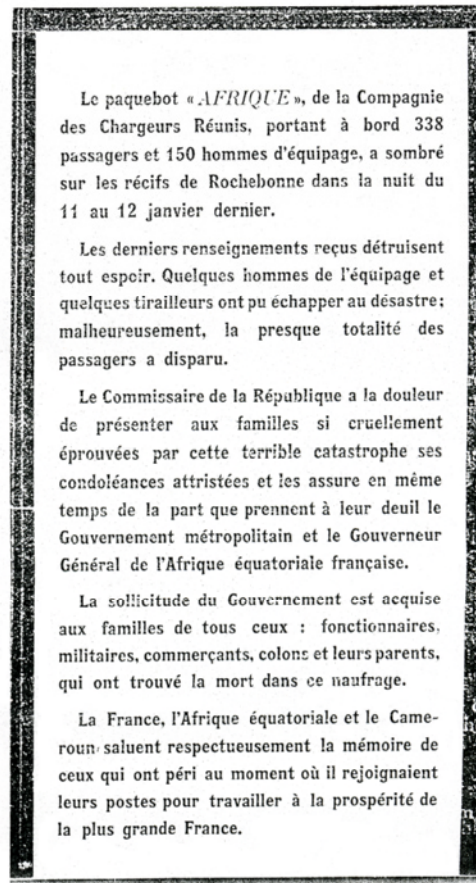 Le paquebot « AFRIQUE », de la Compagnie
des Chargeurs Réunis, portant à bord 338
passagers et 150 hommes d'équipage, a sombré
sur les récifs de Rochebonne dans la nuit du
11 au 12 janvier dernier.
Les derniers renseignements reçus détruisent
tout espoir. Quelques hommes de l'équipage et
quelques tirailleurs ont pu échapper au désastre;
malheureusement, la presque totalité des
passagers a disparu.
Le Commissaire de la République a la douleur
de présenter aux familles si cruellement
éprouvées par cette terrible catastrophe ses
condoléances attristées et les assure en même
temps de la part que prennent à leur deuil le
Gouvernement métropolitain et le Gouverneur
Général de l'Afrique équatoriale française.
La sollicitude du Gouvernement est acquise
aux familles de tous ceux : fonctionnaires,
militaires, commerçants, colons et leurs parents,
qui ont trouvé la mort dans ce naufrage.
La France, l'Afrique équatoriale et le Came-
roun saluent respectueusement la mémoire de
ceux qui ont péri au moment où il rejoignaient
leurs postes pour travailler à la prospérité de
la plus grande France.